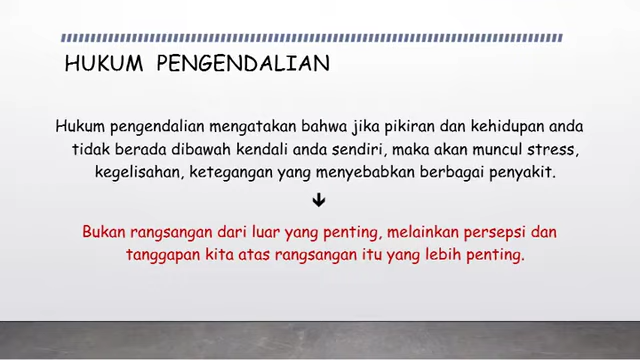 HUKUM PENGENDALIAN
Hukum pengendalian mengatakan bahwa jika pikiran dan kehidupan anda
tidak berada dibawah kendali anda sendiri, maka akan muncul stress,
kegelisahan, ketegangan yang menyebabkan berbagai penyakit.
Bukan rangsangan dari luar yang penting, melainkan persepsi dan
tanggapan kita atas rangsangan itu yang lebih penting.